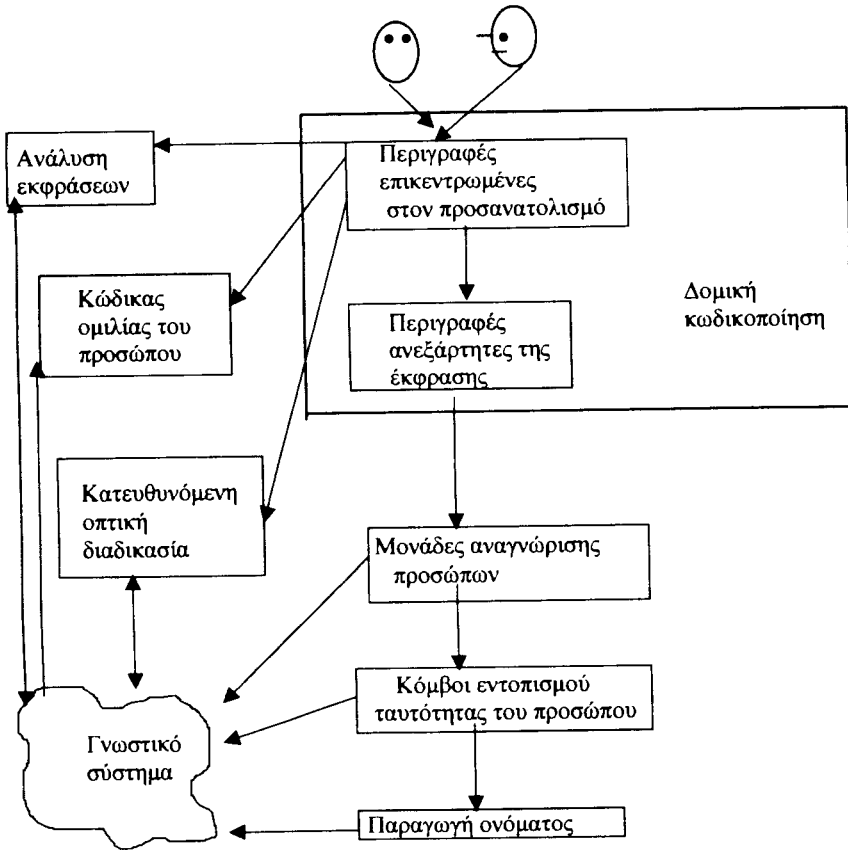 Ανάλυση
εκφράσεων
Περιγραφές
επικεντρωμένες
στον προσανατολισμό
Κώδικας
ομιλίας του
προσώπου
Περιγραφές
ανεξάρτητες της
έκφρασης
Δομική
κωδικοποίηση
Κατευθυνόμενη
οπτική
διαδικασία
Μονάδες αναγνώρισης
προσώπων
Κόμβοι εντοπισμού
ταυτότητας του προσώπου
Γνωστικό
σύστημα
Παραγωγή ονόματος